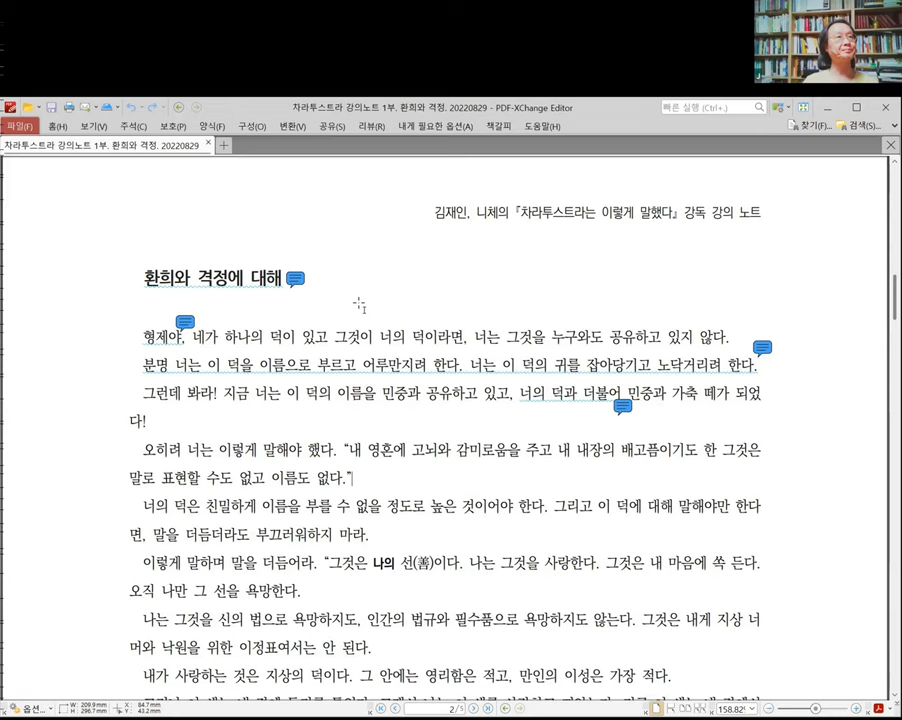 차라투스트라 강의노트 1부. 환희와 격정. 20220829 - PDF-XChange Editor
빠른 실행 (Ctrl+.)
파일(F) 홈(H) 보기(V) 주석(C) 보호(P) 양식(F) 구성(O) 변환(V) 공유(S) 리뷰(R) 내게 필요한 옵션(A) 책갈피 도움말(H) 찾기(F)... 검색(S)...
차라투스트라 강의노트 1부. 환희와 격정. 20220829
김재인, 니체의 『차라투스트라는 이렇게 말했다』 강독 강의 노트
환희와 격정에 대해
형제야, 네가 하나의 덕이 있고 그것이 너의 덕이라면, 너는 그것을 누구와도 공유하고 있지 않다.
분명 너는 이 덕을 이름으로 부르고 어루만지려 한다. 너는 이 덕의 귀를 잡아당기고 노닥거리려 한다.
그런데 봐라! 지금 너는 이 덕의 이름을 민중과 공유하고 있고, 너의 덕과 더불어 민중과 가축 떼가 되었
다!
오히려 너는 이렇게 말해야 했다. “내 영혼에 고뇌와 감미로움을 주고 내 내장의 배고픔이기도 한 그것은
말로 표현할 수도 없고 이름도 없다.”
너의 덕은 친밀하게 이름을 부를 수 없을 정도로 높은 것이어야 한다. 그리고 이 덕에 대해 말해야만 한다
면, 말을 더듬더라도 부끄러워하지 마라.
이렇게 말하며 말을 더듬어라. “그것은 나의 선(善)이다. 나는 그것을 사랑한다. 그것은 내 마음에 쏙 든다.
오직 나만 그 선을 욕망한다.
나는 그것을 신의 법으로 욕망하지도, 인간의 법규와 필수품으로 욕망하지도 않는다. 그것은 내게 지상 너
머와 낙원을 위한 이정표여서는 안 된다.
내가 사랑하는 것은 지상의 덕이다. 그 안에는 영리함은 적고, 만인의 이성은 가장 적다.
옵션... W: 209.9mm X: 84.7mm 2/5 158.82%
H: 296.7mm Y: 43.2mm